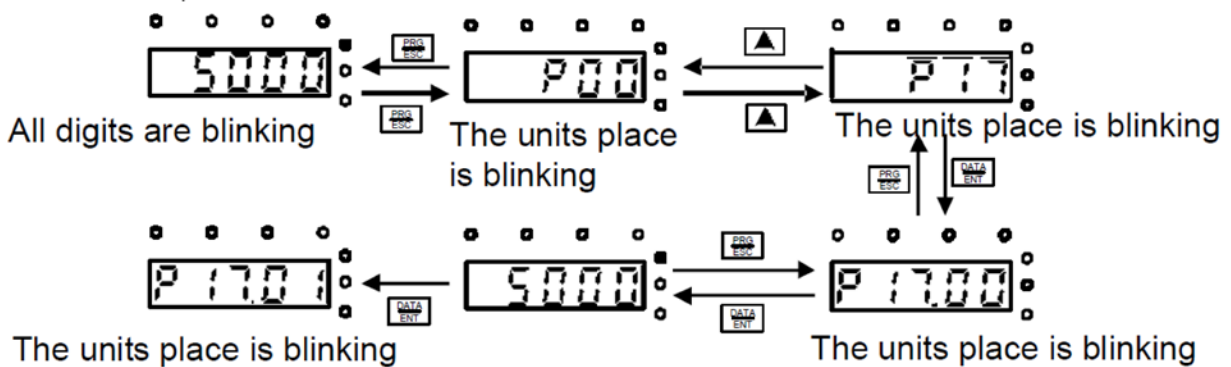 PRG
ESC
5000
P00
P17
PRG
ESC
All digits are blinking
The units place
is blinking
The units place is blinking
PRG
ESC
DATA
ENT
PRG
ESC
P17.01
5000
P17.00
DATA
ENT
DATA
ENT
The units place is blinking
The units place is blinking